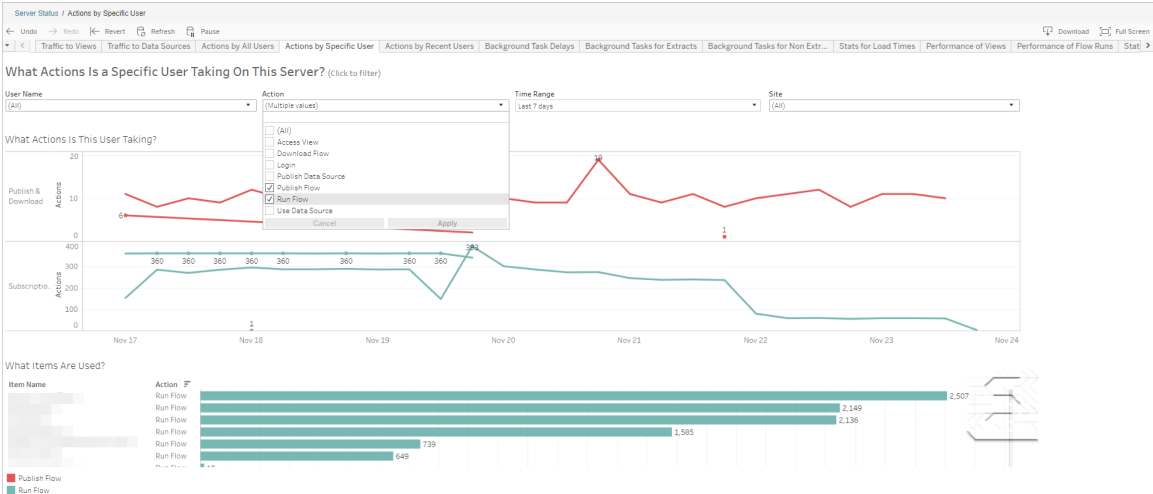 Server Status / Actions by Specific User
← Undo → Redo Revert Refresh Pause Download Full Screen
Traffic to Views Traffic to Data Sources Actions by All Users Actions by Specific User Actions by Recent Users Background Task Delays Background Tasks for Extracts Background Tasks for Non Extr... Stats for Load Times Performance of Views Performance of Flow Runs Stat
What Actions Is a Specific User Taking On This Server? (Click to filter)
User Name Action Time Range Site
(All) (Multiple values) Last 7 days (All)
(All)
Access View
Download Flow
Login
Publish Data Source
Publish Flow
Run Flow
Use Data Source
Cancel Apply
What Actions Is This User Taking?
Publish & Download
Actions
20
10
0
6
19
1
Subscriptio..
Actions
400
300
200
100
0
360 360 360 360 360 360 360 360
393
1
Nov 17 Nov 18 Nov 19 Nov 20 Nov 21 Nov 22 Nov 23 Nov 24
What Items Are Used?
Item Name Action
Run Flow 2,507
Run Flow 2,149
Run Flow 2,136
Run Flow 1,585
Run Flow 739
Run Flow 649
Publish Flow
Run Flow